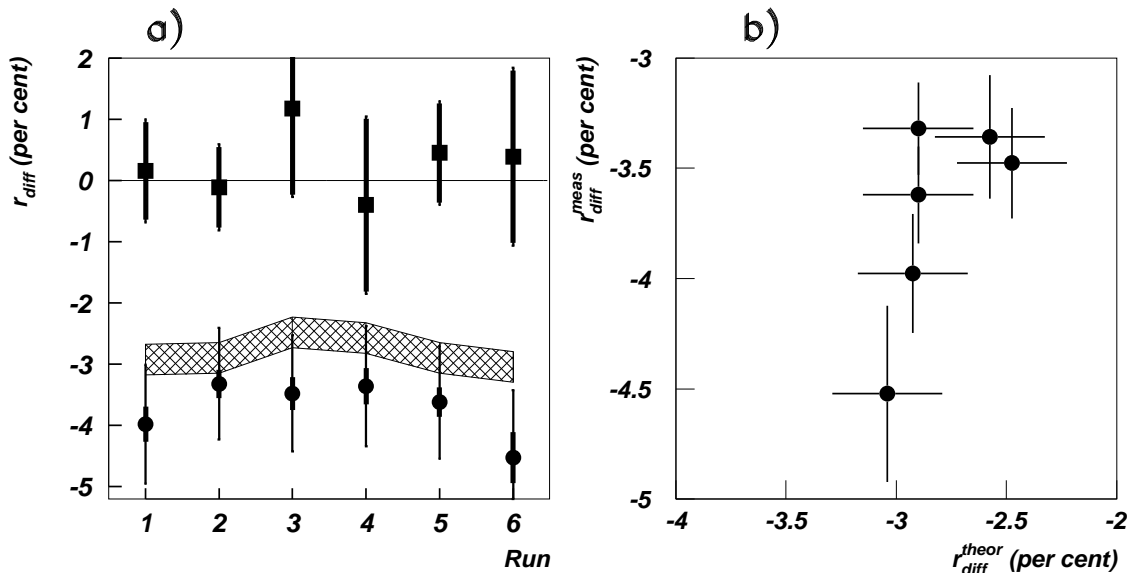 a)
r_diff (per cent)
2
1
0
-1
-2
-3
-4
-5
1 2 3 4 5 6
Run
b)
r_diff^meas (per cent)
-3
-3.5
-4
-4.5
-5
-4 -3.5 -3 -2.5 -2
r_diff^theor (per cent)